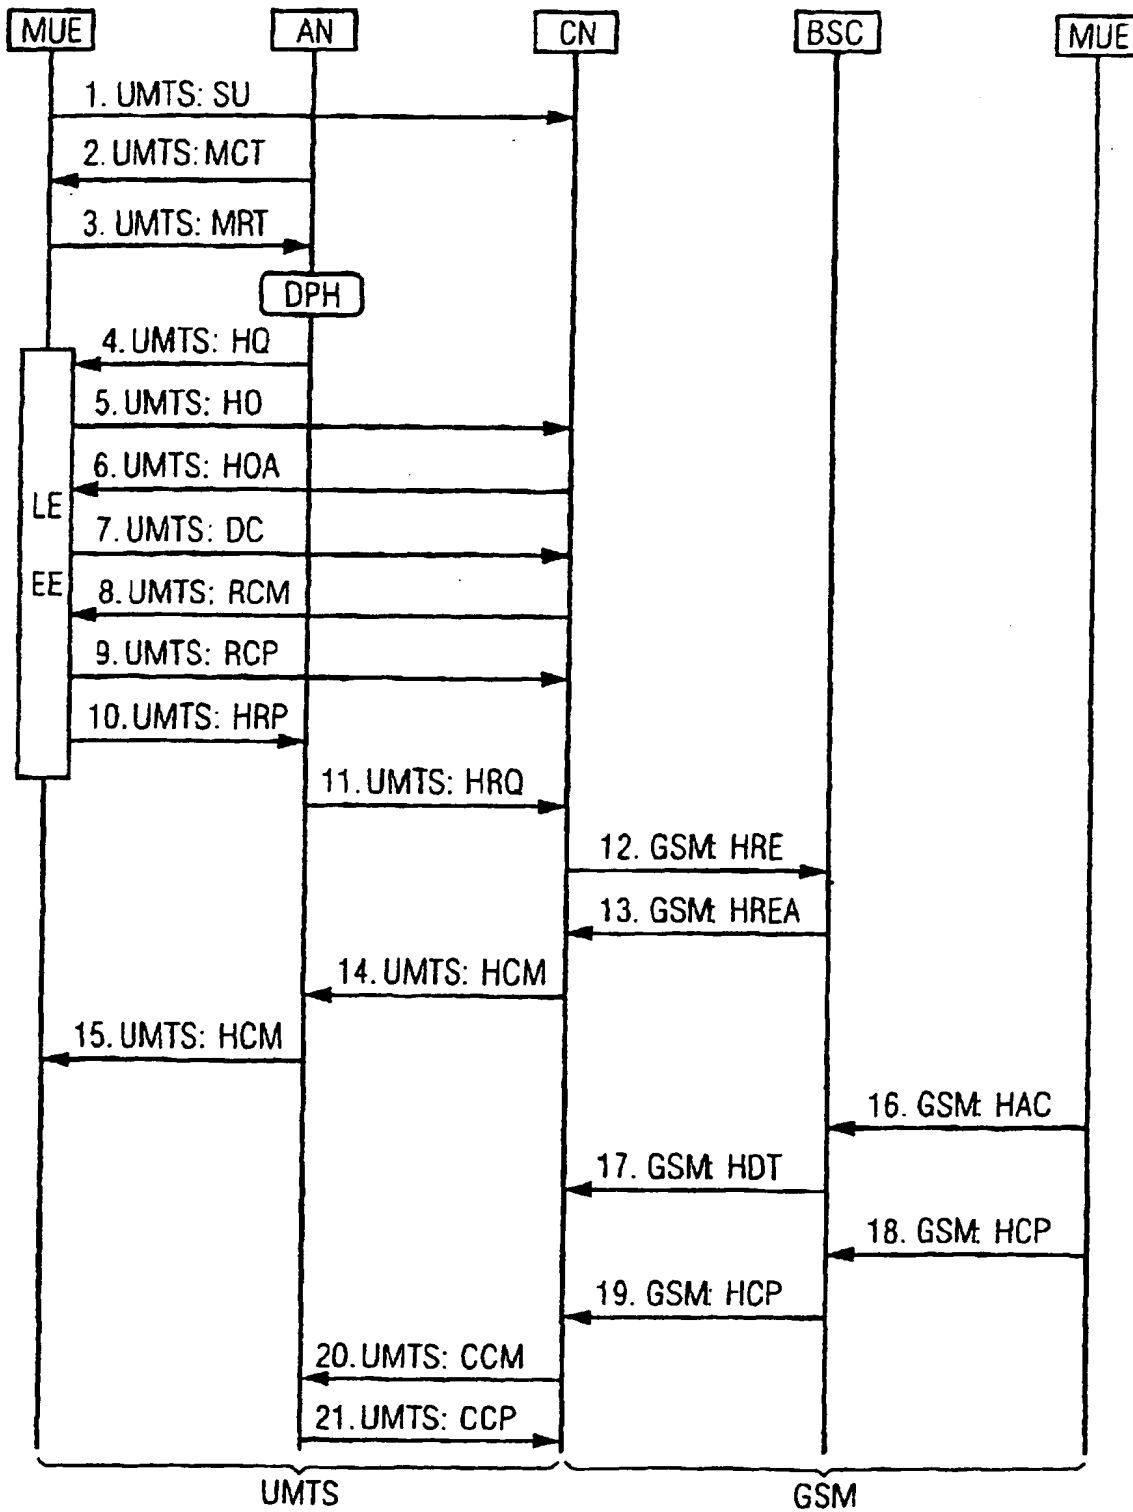 MUE AN CN BSC MUE
1. UMTS: SU
2. UMTS: MCT
3. UMTS: MRT
DPH
4. UMTS: HQ
5. UMTS: HO
6. UMTS: HOA
LE
7. UMTS: DC
EE
8. UMTS: RCM
9. UMTS: RCP
10. UMTS: HRP
11. UMTS: HRQ
12. GSM: HRE
13. GSM: HREA
14. UMTS: HCM
15. UMTS: HCM
16. GSM: HAC
17. GSM: HDT
18. GSM: HCP
19. GSM: HCP
20. UMTS: CCM
21. UMTS: CCP
UMTS GSM